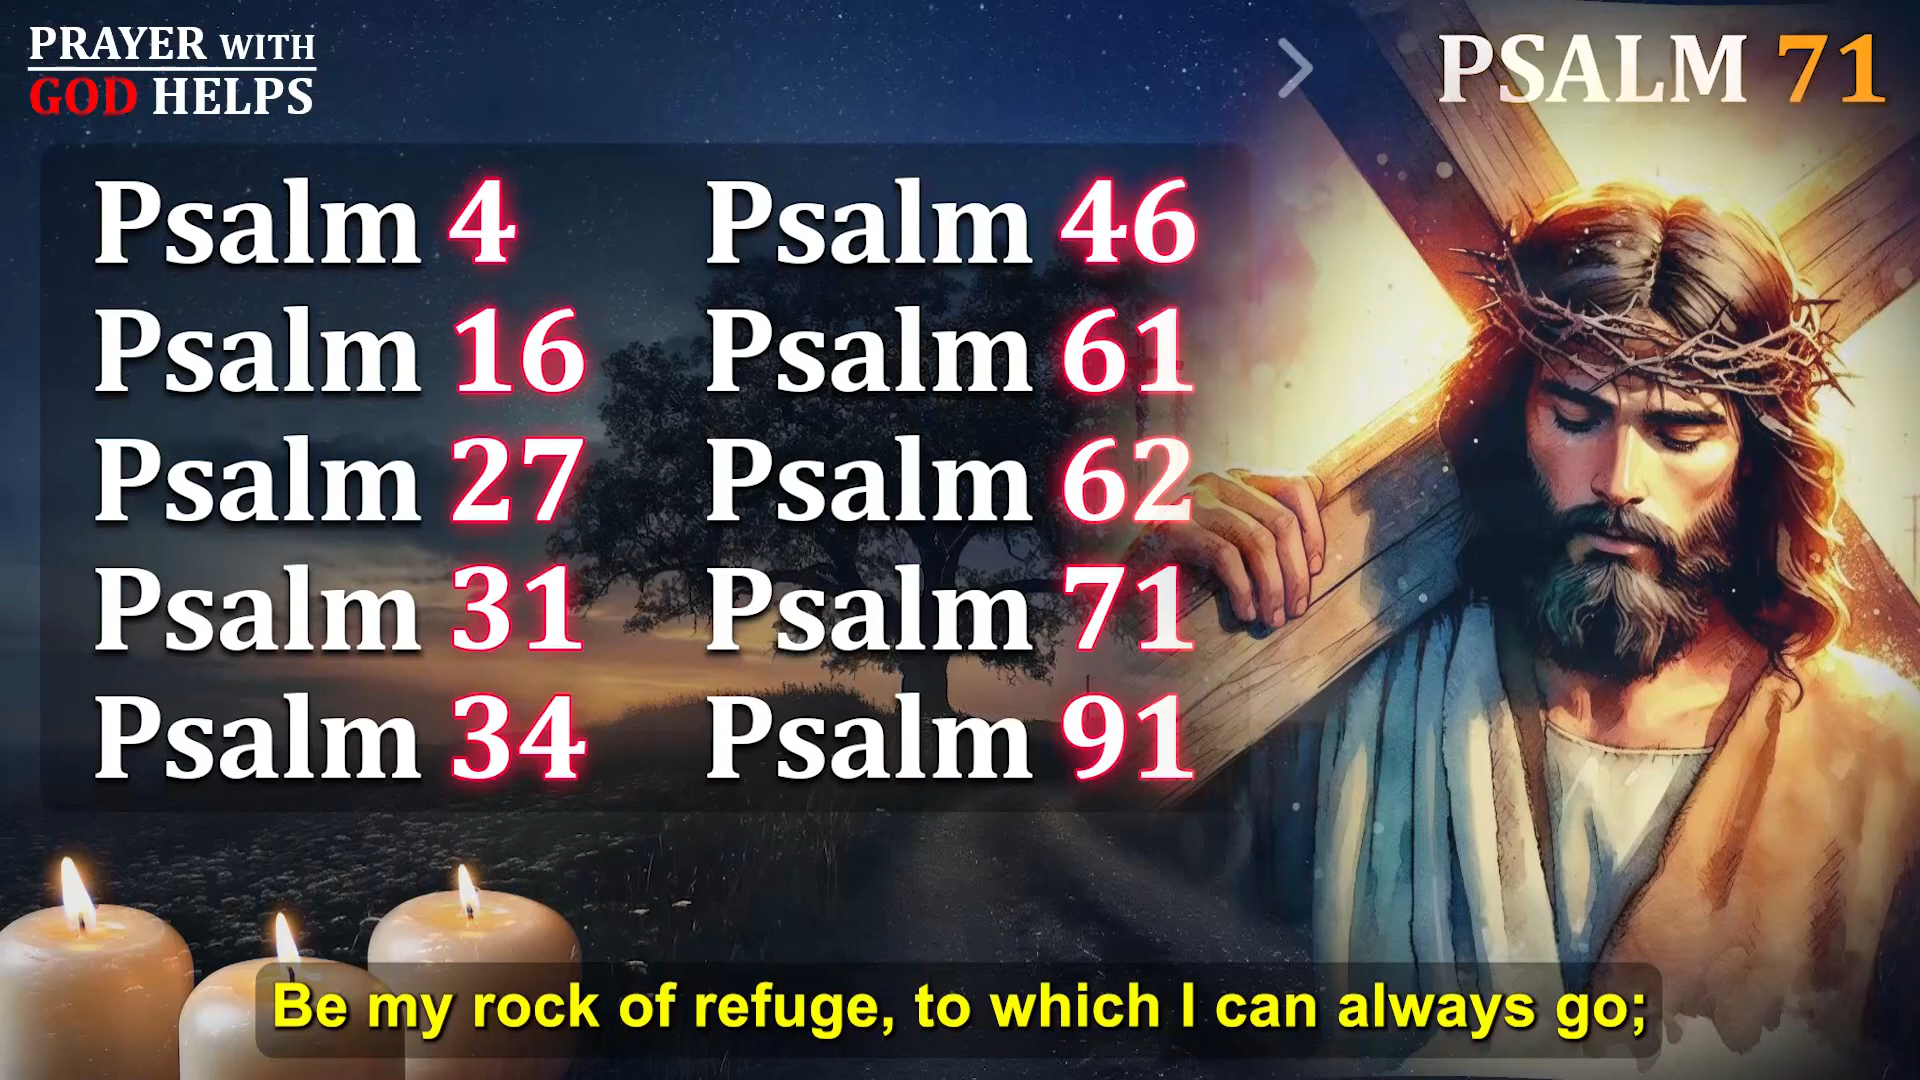 PRAYER WITH
GOD HELPS
PSALM 71
Psalm 4
Psalm 16
Psalm 27
Psalm 31
Psalm 34
Psalm 46
Psalm 61
Psalm 62
Psalm 71
Psalm 91
Be my rock of refuge, to which I can always go;